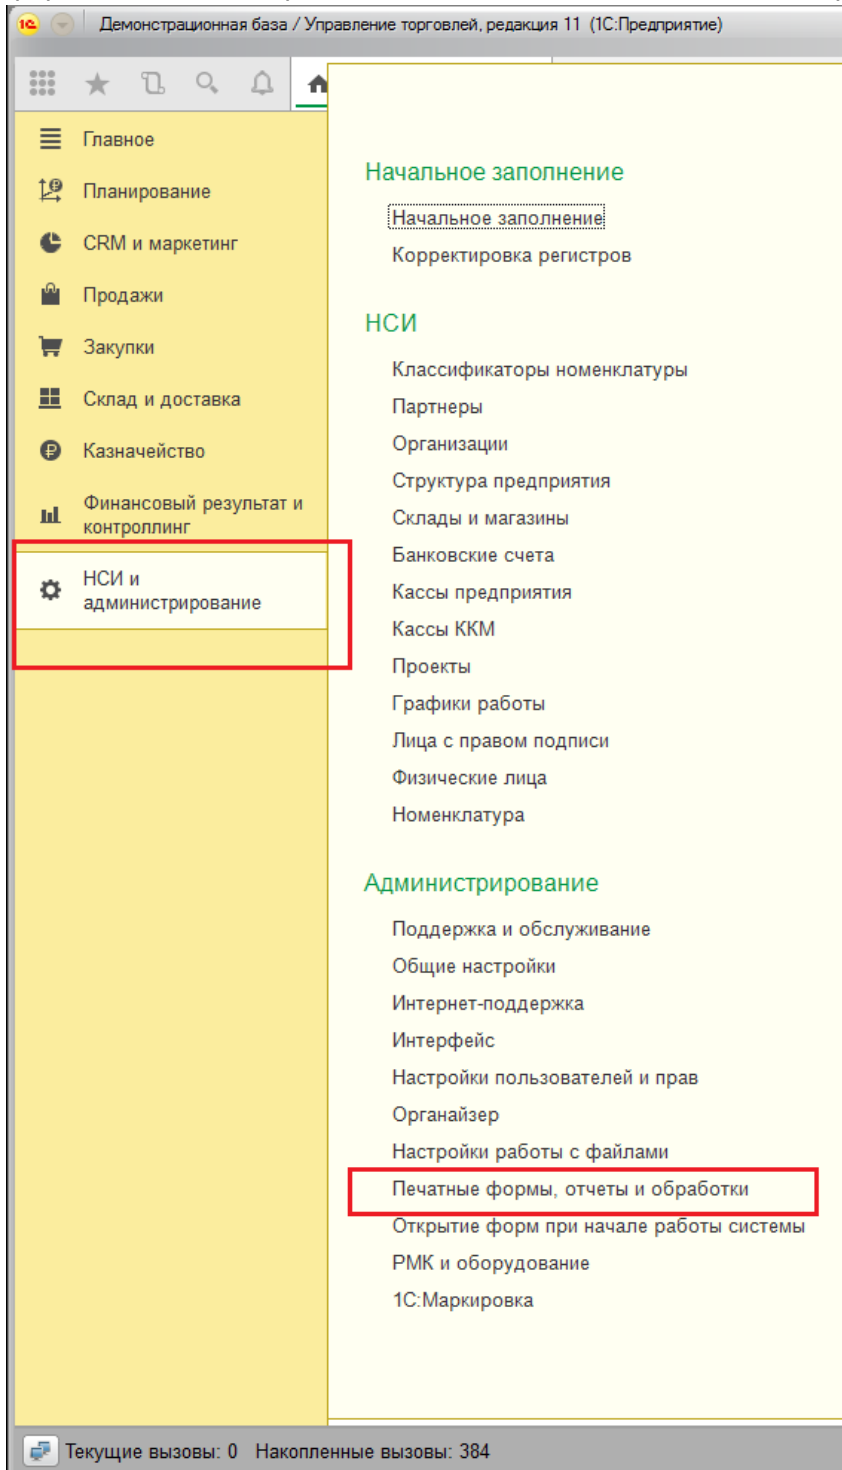 Демонстрационная база / Управление торговлей, редакция 11 (1С:Предприятие)
Главное
Планирование
CRM и маркетинг
Продажи
Закупки
Склад и доставка
Казначейство
Финансовый результат и
контроллинг
НСИ и
администрирование
Начальное заполнение
Начальное заполнение
Корректировка регистров
НСИ
Классификаторы номенклатуры
Партнеры
Организации
Структура предприятия
Склады и магазины
Банковские счета
Кассы предприятия
Кассы ККМ
Проекты
Графики работы
Лица с правом подписи
Физические лица
Номенклатура
Администрирование
Поддержка и обслуживание
Общие настройки
Интернет-поддержка
Интерфейс
Настройки пользователей и прав
Органайзер
Настройки работы с файлами
Печатные формы, отчеты и обработки
Открытие форм при начале работы системы
РМК и оборудование
1С:Маркировка
Текущие вызовы: 0 Накопленные вызовы: 384